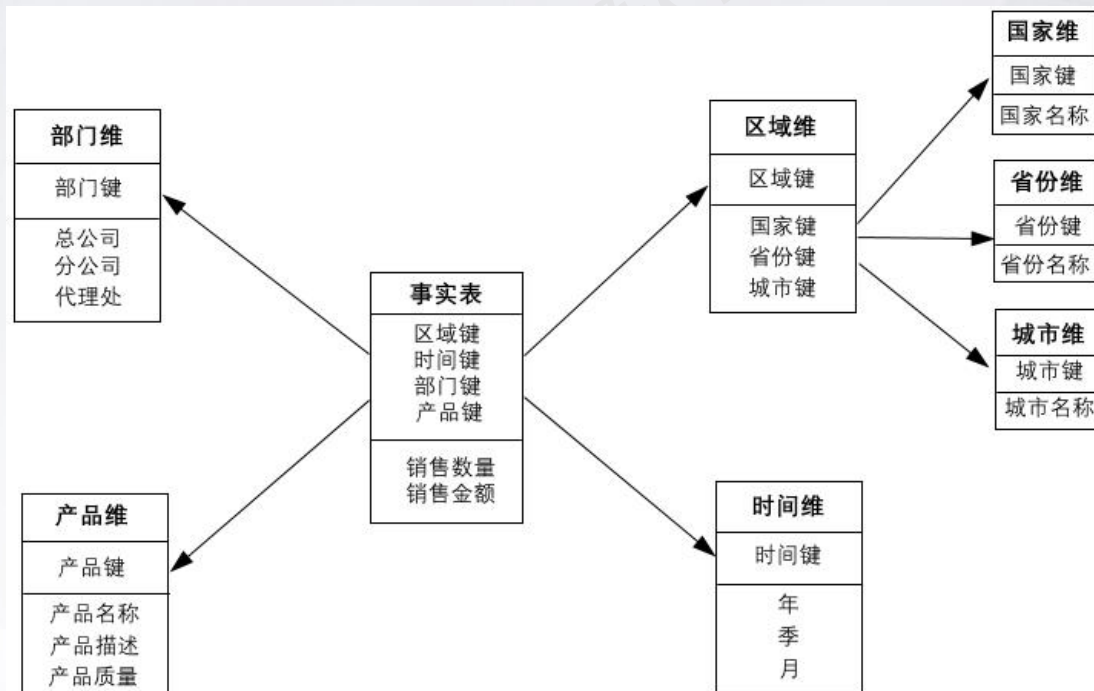 部门维
部门键
总公司
分公司
代理处
产品维
产品键
产品名称
产品描述
产品质量
事实表
区域键
时间键
部门键
产品键
销售数量
销售金额
区域维
区域键
国家键
省份键
城市键
时间维
时间键
年
季
月
国家维
国家键
国家名称
省份维
省份键
省份名称
城市维
城市键
城市名称